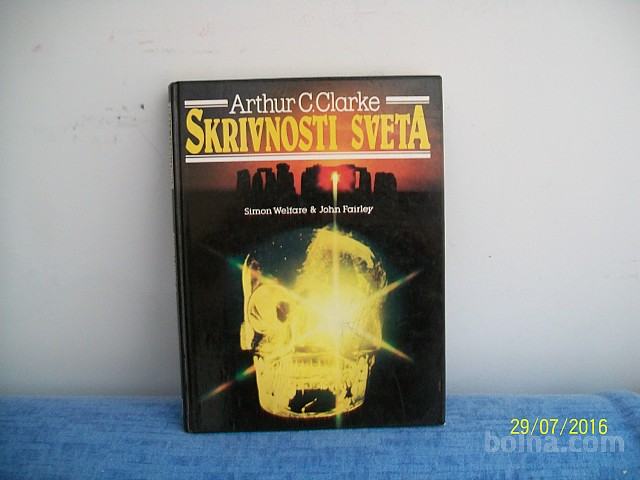 Arthur C. Clarke
SKRIVNOSTI SVETA
Simon Welfare & John Fairley
29/07/2016
bolha.com